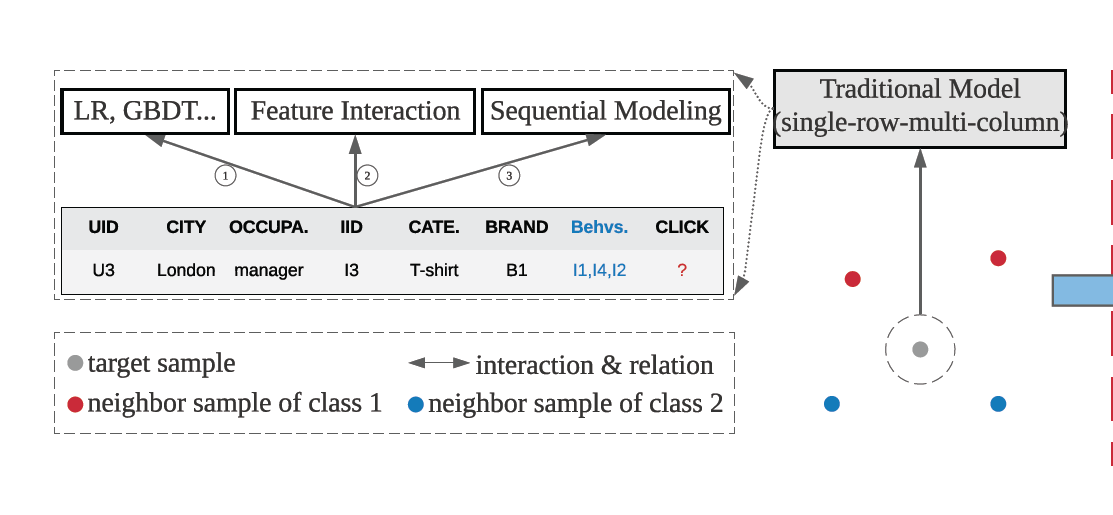 LR, GBDT... Feature Interaction Sequential Modeling
Traditional Model
(single-row-multi-column)
1 2 3
UID CITY OCCUPA. IID CATE. BRAND Behvs. CLICK
U3 London manager I3 T-shirt B1 I1,I4,I2 ?
target sample interaction & relation
neighbor sample of class 1 neighbor sample of class 2